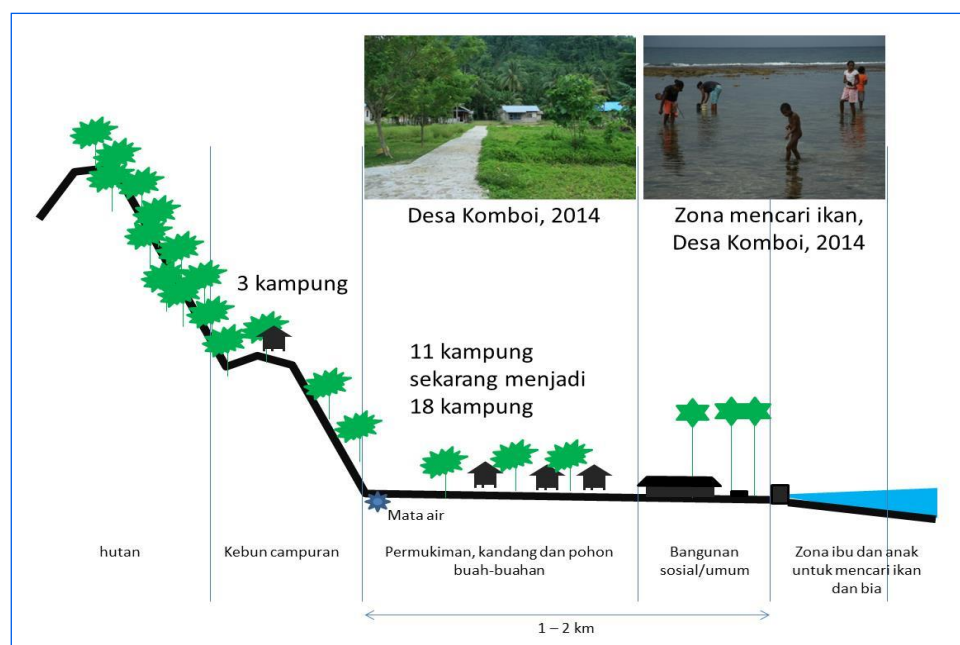 Desa Komboi, 2014
Zona mencari ikan,
Desa Komboi, 2014
3 kampung
11 kampung
sekarang menjadi
18 kampung
Mata air
hutan
Kebun campuran
Permukiman, kandang dan pohon
buah-buahan
Bangunan
sosial/umum
Zona ibu dan anak
untuk mencari ikan
dan bia
1 – 2 km